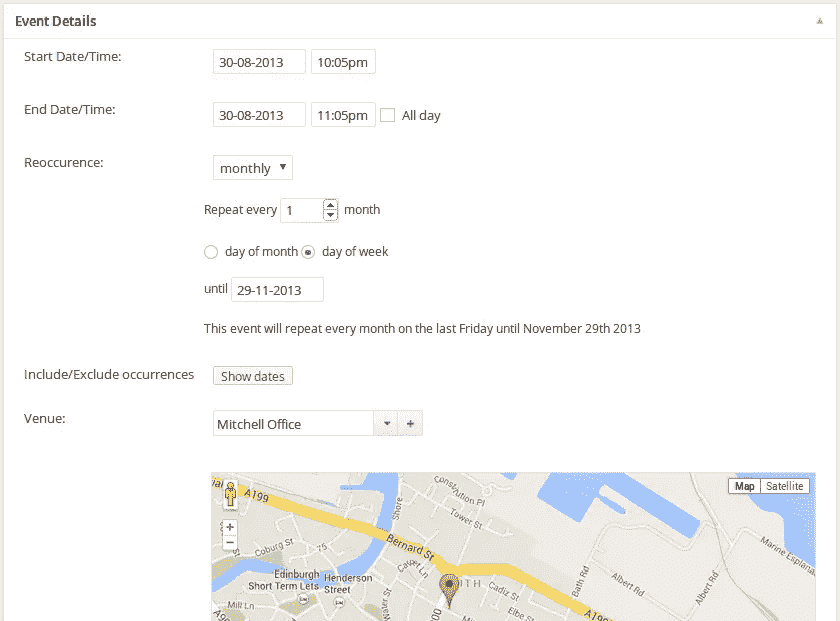 Event Details
Start Date/Time: 30-08-2013 10:05pm
End Date/Time: 30-08-2013 11:05pm All day
Reoccurence: monthly
Repeat every 1 month
day of month day of week
until 29-11-2013
This event will repeat every month on the last Friday until November 29th 2013
Include/Exclude occurrences Show dates
Venue: Mitchell Office
+
Map Satellite
A199
Constitution Pl
Shore
Tower St
+
−
Bernard St
Coburg St
75
Marine Esplana
Edinburgh
Short Term Lets
Henderson
Street
ITH
Cadiz St
Bath Rd
Albert Rd
Albert Rd
Mill Ln
Elbe St
A199